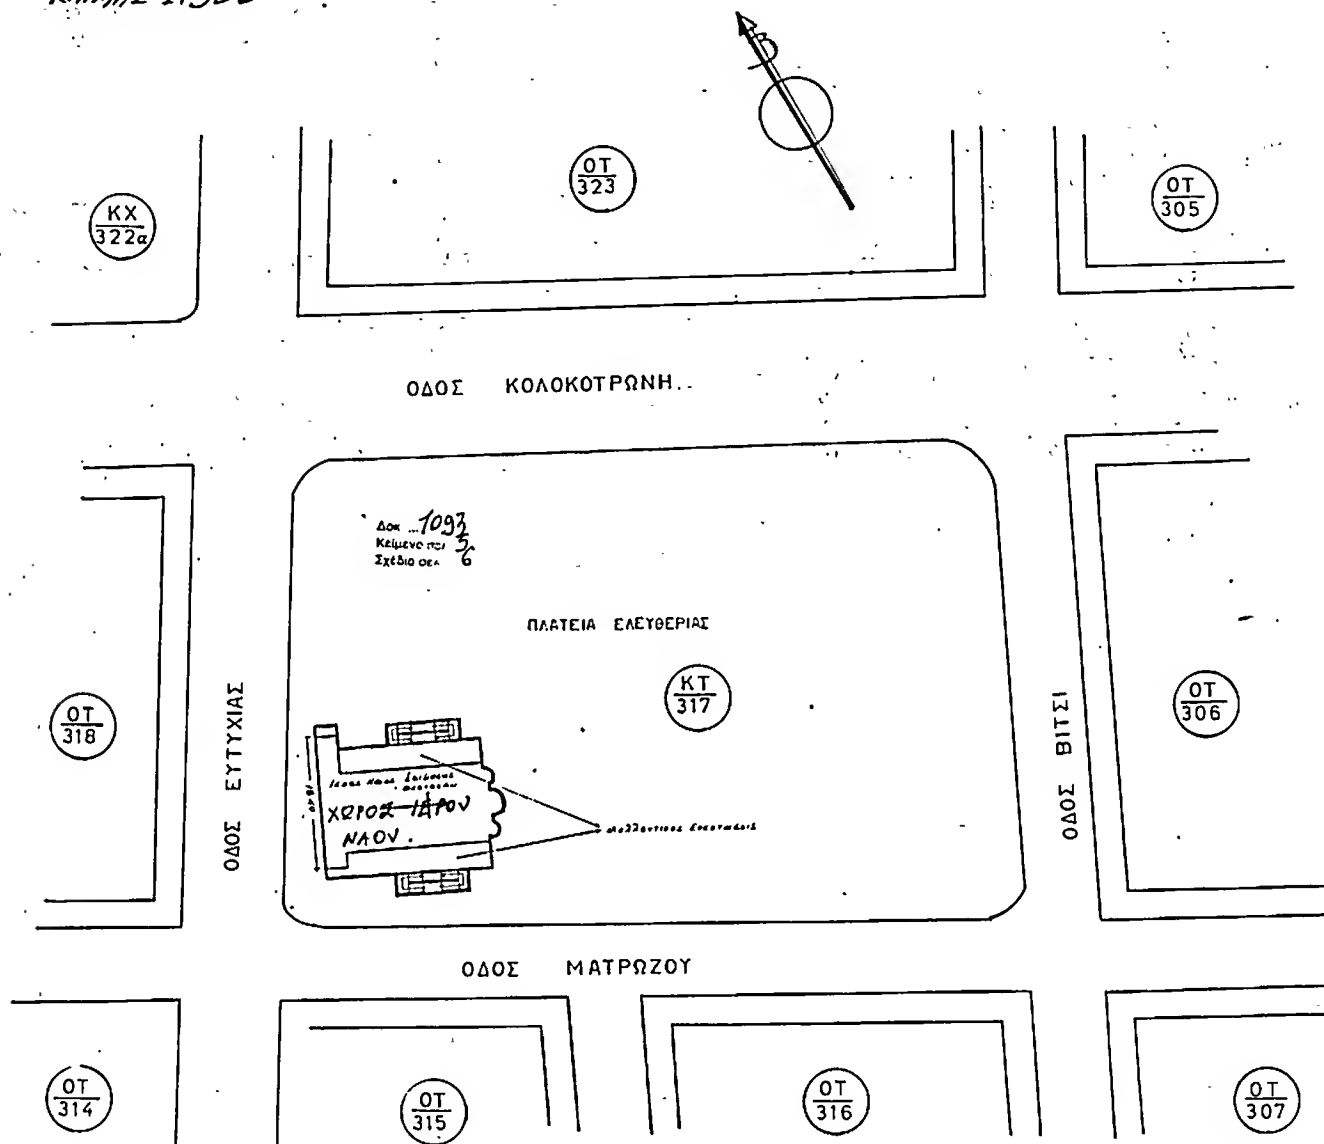 Β
ΟΤ
323
ΟΤ
305
ΚΧ
322α
ΟΔΟΣ ΚΟΛΟΚΟΤΡΩΝΗ
Δοκ ... 1093
Κείμενο 5
Σχέδιο σελ 6
ΠΛΑΤΕΙΑ ΕΛΕΥΘΕΡΙΑΣ
ΚΤ
317
ΟΤ
318
ΟΔΟΣ ΕΥΤΥΧΙΑΣ
ΟΔΟΣ ΒΙΤΣΙ
ΟΤ
306
ΧΩΡΟΣ ΙΕΡΟΥ
ΝΑΟΥ.
ΟΔΟΣ ΜΑΤΡΩΖΟΥ
ΟΤ
314
ΟΤ
315
ΟΤ
316
ΟΤ
307